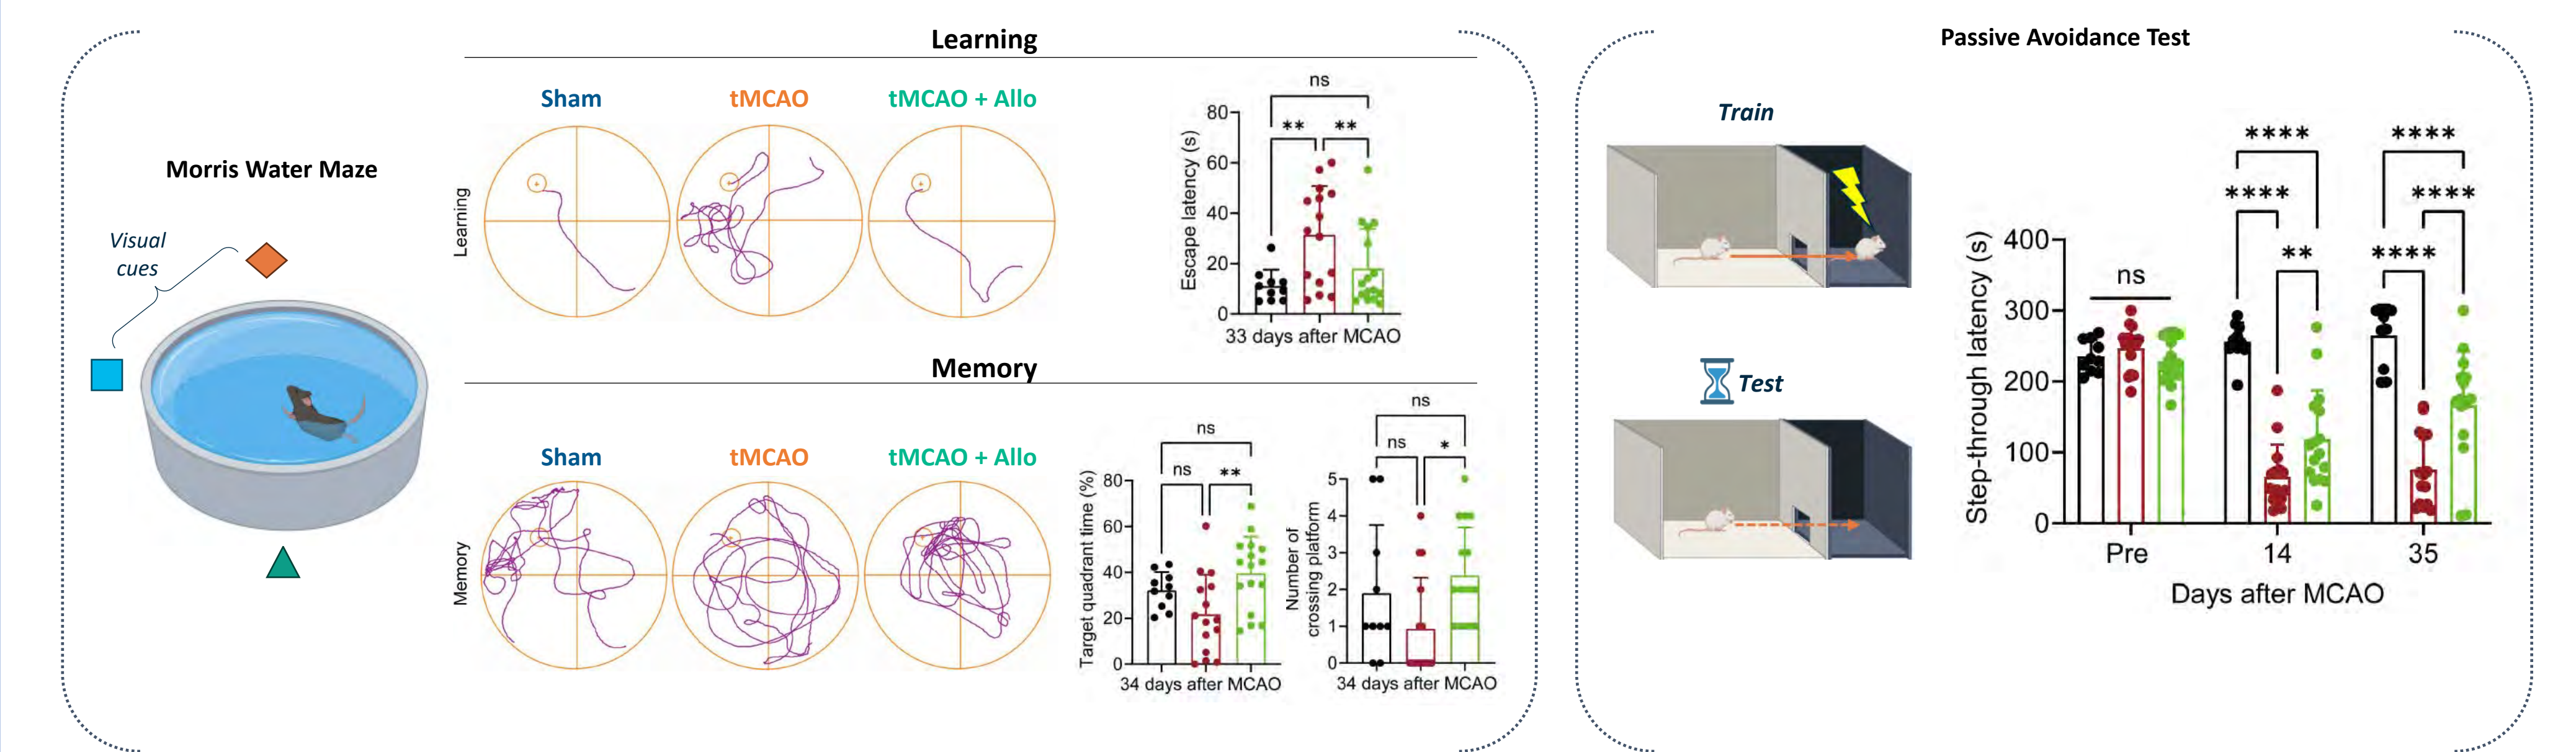 Learning
Passive Avoidance Test
Morris Water Maze
Visual
cues
Sham
tMCAO
tMCAO + Allo
Learning
ns
**
**
Escape latency (s)
80
60
40
20
0
33 days after MCAO
Memory
Sham
tMCAO
tMCAO + Allo
Memory
ns
ns
**
Target quadrant time (%)
80
60
40
20
0
34 days after MCAO
ns
ns
*
Number of
crossing platform
5
4
3
2
1
0
34 days after MCAO
Train
Test
****
****
****
****
**
****
ns
Step-through latency (s)
400
300
200
100
0
Pre
14
35
Days after MCAO